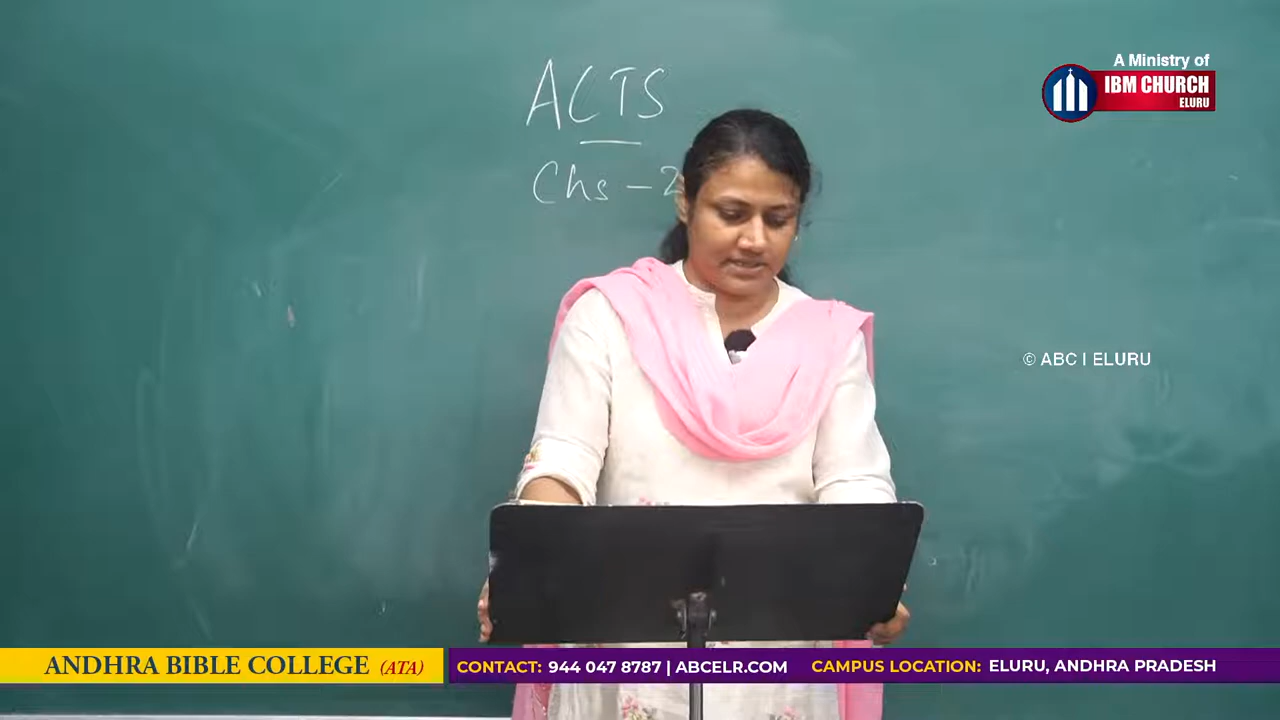 ACTS
Chs - 2
A Ministry of
IBM CHURCH
ELURU
© ABC | ELURU
ANDHRA BIBLE COLLEGE (ATA)
CONTACT: 944 047 8787 | ABCELR.COM CAMPUS LOCATION: ELURU, ANDHRA PRADESH